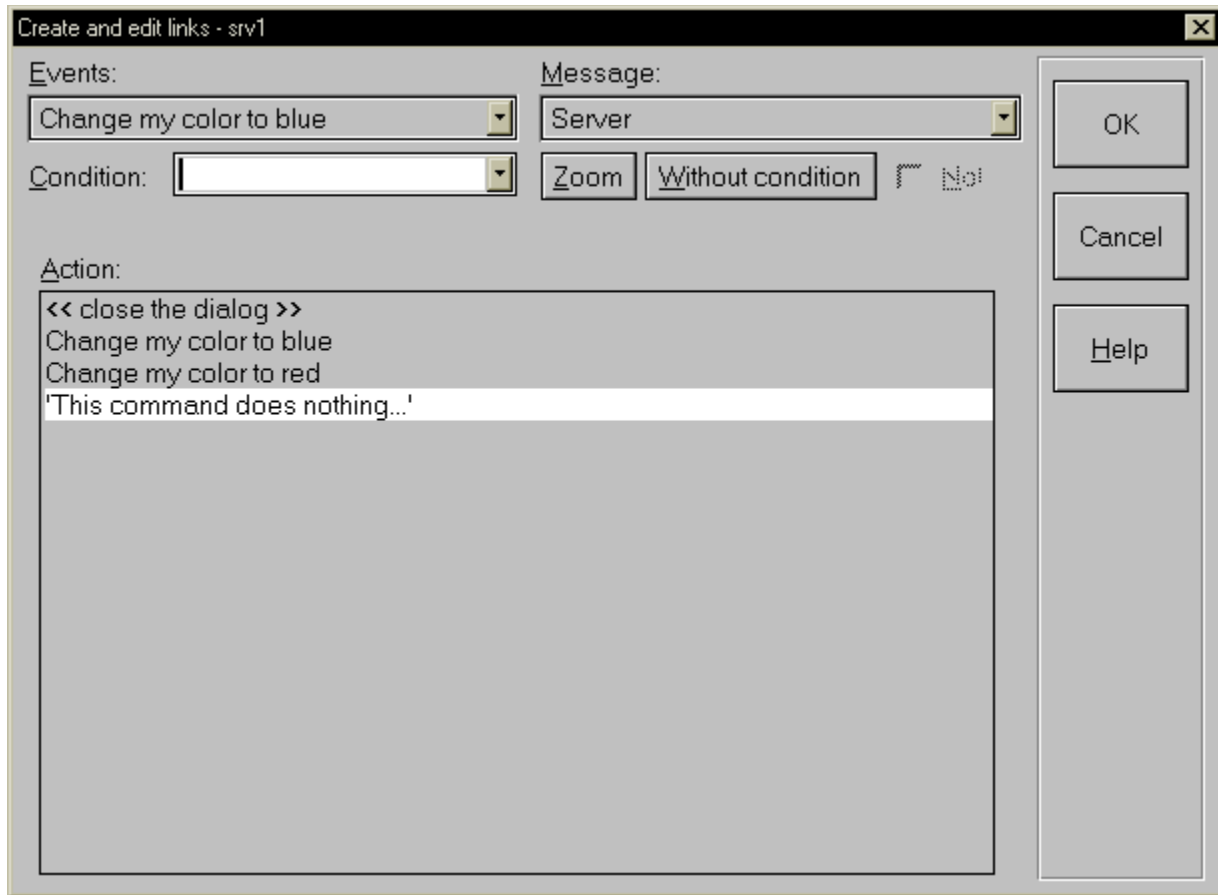 Create and edit links - srv1
Events:
Message:
Change my color to blue
Server
OK
Condition:
Zoom
Without condition
Not
Cancel
Action:
<< close the dialog >>
Change my color to blue
Change my color to red
'This command does nothing...'
Help